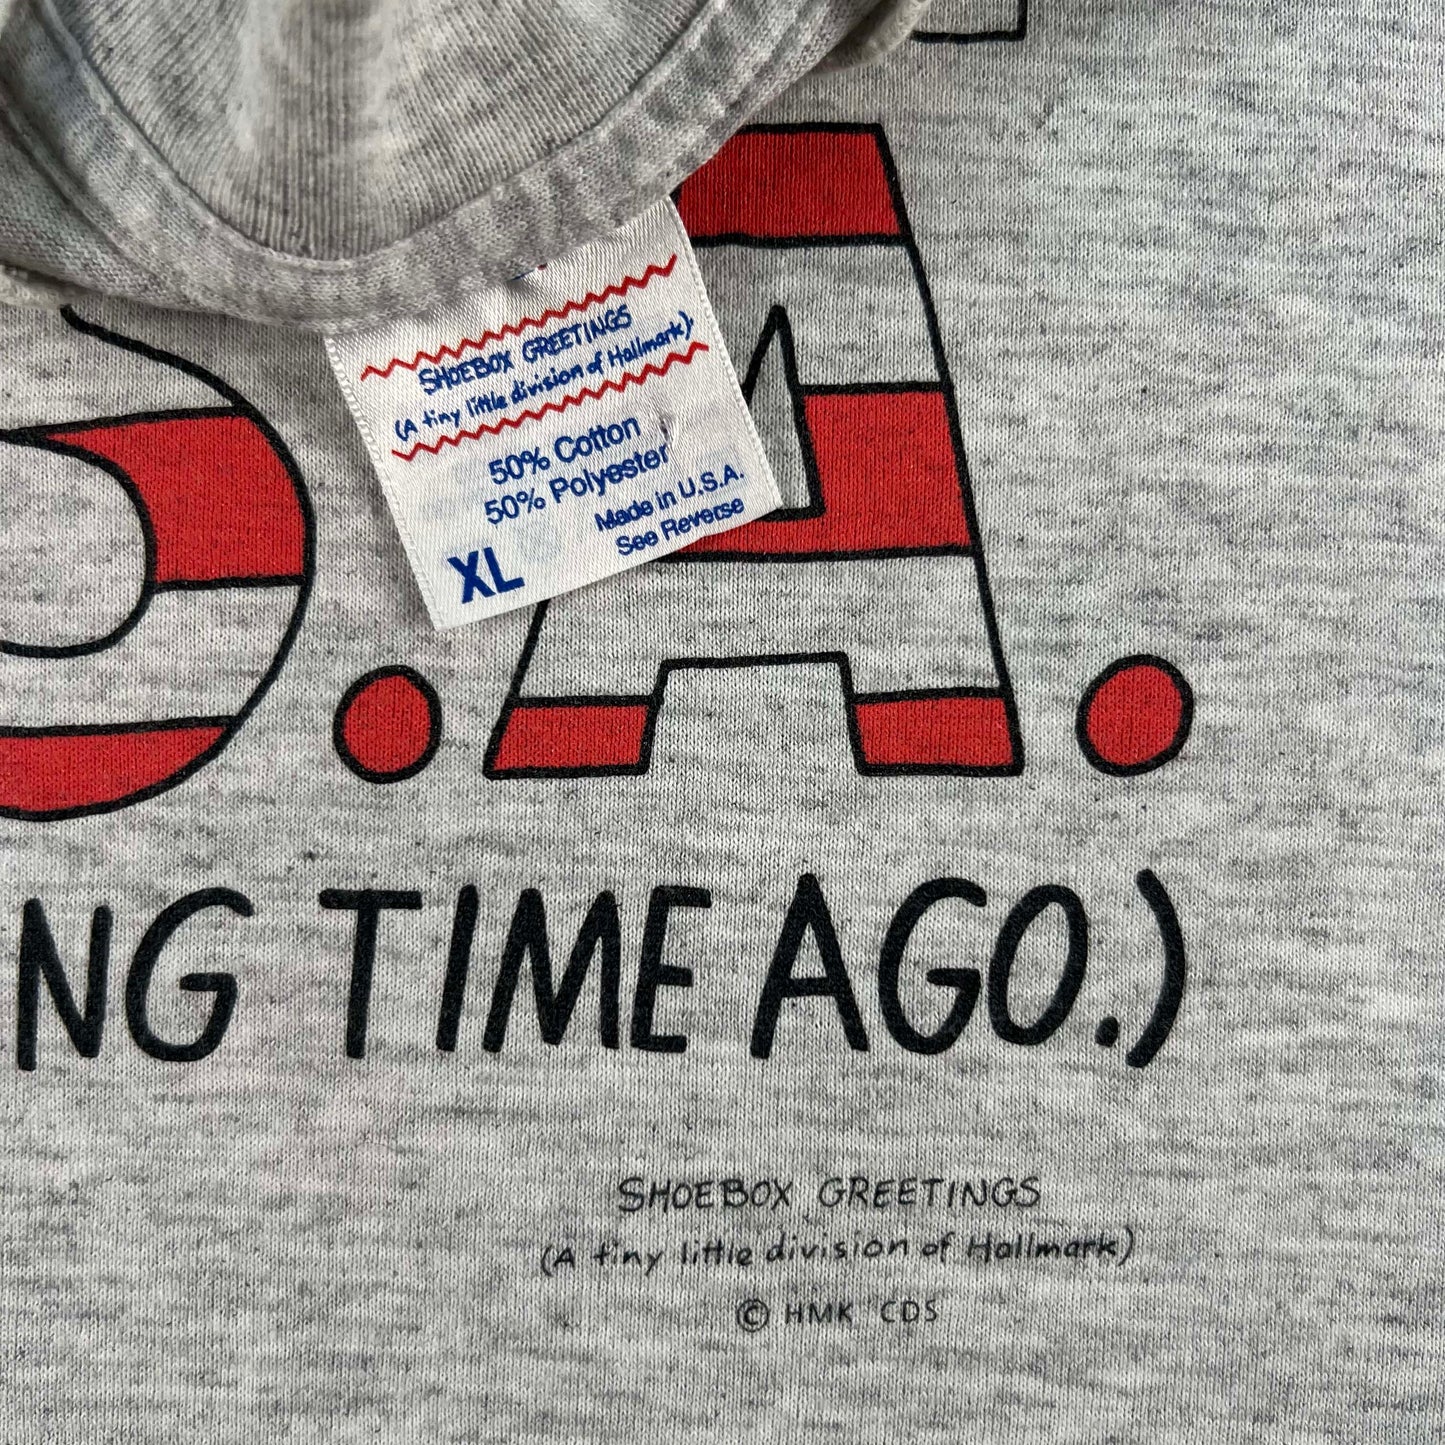 SHOEBOX GREETINGS
(A tiny little division of Hallmark).
50% Cotton
50% Polyester
Made in U.S.A.
See Reverse
XL
S.A.
NG TIME AGO.)
SHOEBOX GREETINGS
(A tiny little division of Hallmark)
© HMK CDS